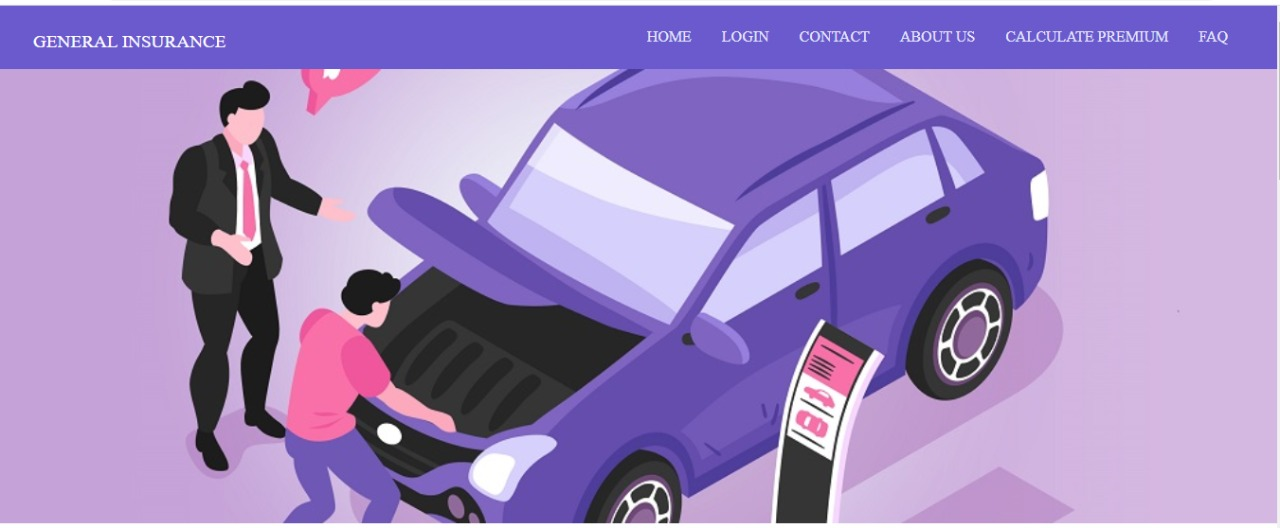 GENERAL INSURANCE
HOME LOGIN CONTACT ABOUT US CALCULATE PREMIUM FAQ